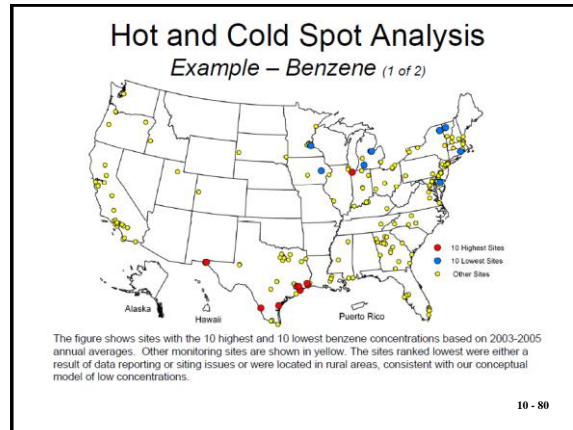 Hot and Cold Spot Analysis
Example – Benzene (1 of 2)
10 Highest Sites
10 Lowest Sites
Other Sites
Alaska
Hawaii
Puerto Rico
The figure shows sites with the 10 highest and 10 lowest benzene concentrations based on 2003-2005
annual averages. Other monitoring sites are shown in yellow. The sites ranked lowest were either a
result of data reporting or siting issues or were located in rural areas, consistent with our conceptual
model of low concentrations.
10 - 80